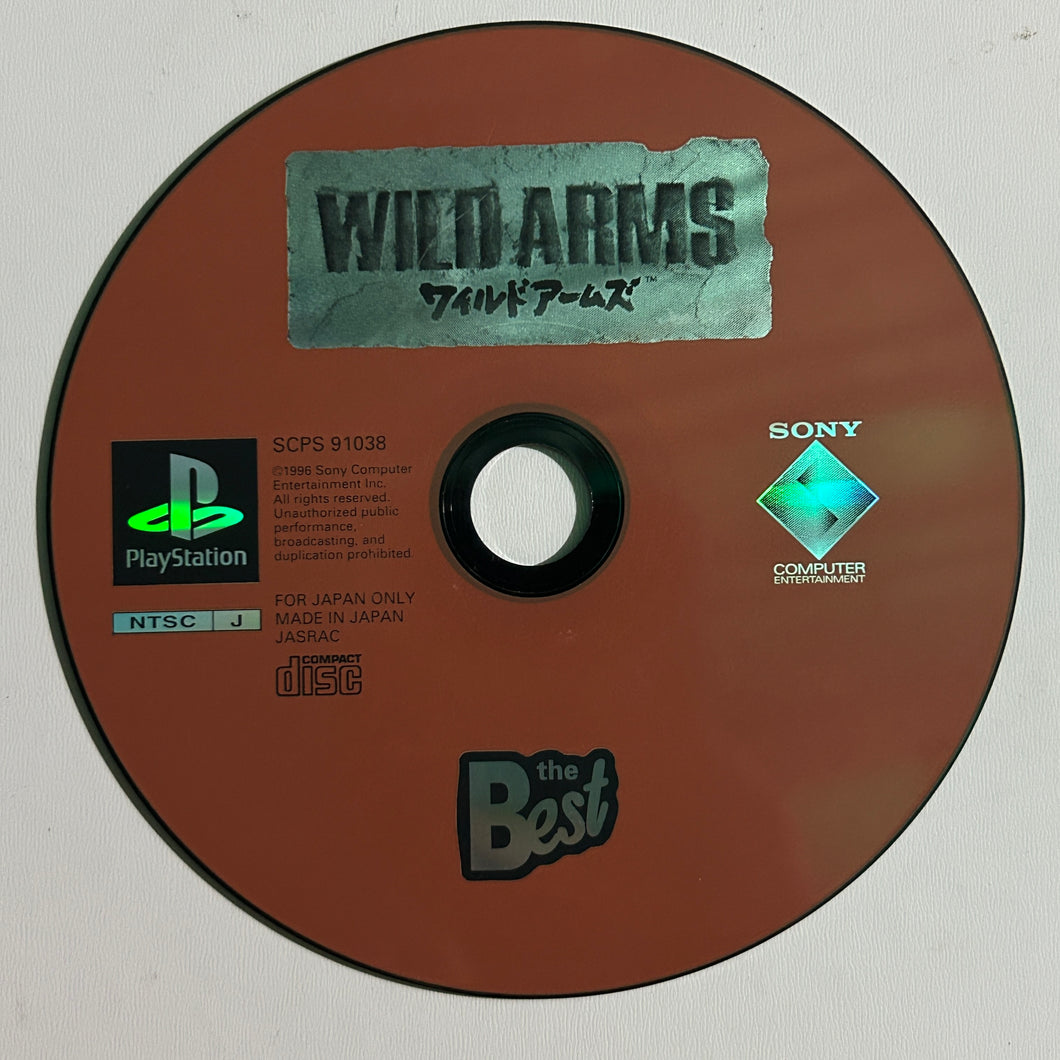 WILD ARMS
ワイルドアームズ™
SCPS 91038
©1996 Sony Computer
Entertainment Inc.
All rights reserved.
Unauthorized public
performance,
broadcasting, and
duplication prohibited.
PlayStation
NTSC J
FOR JAPAN ONLY
MADE IN JAPAN
JASRAC
COMPACT
disc
SONY
COMPUTER
ENTERTAINMENT
the
Best